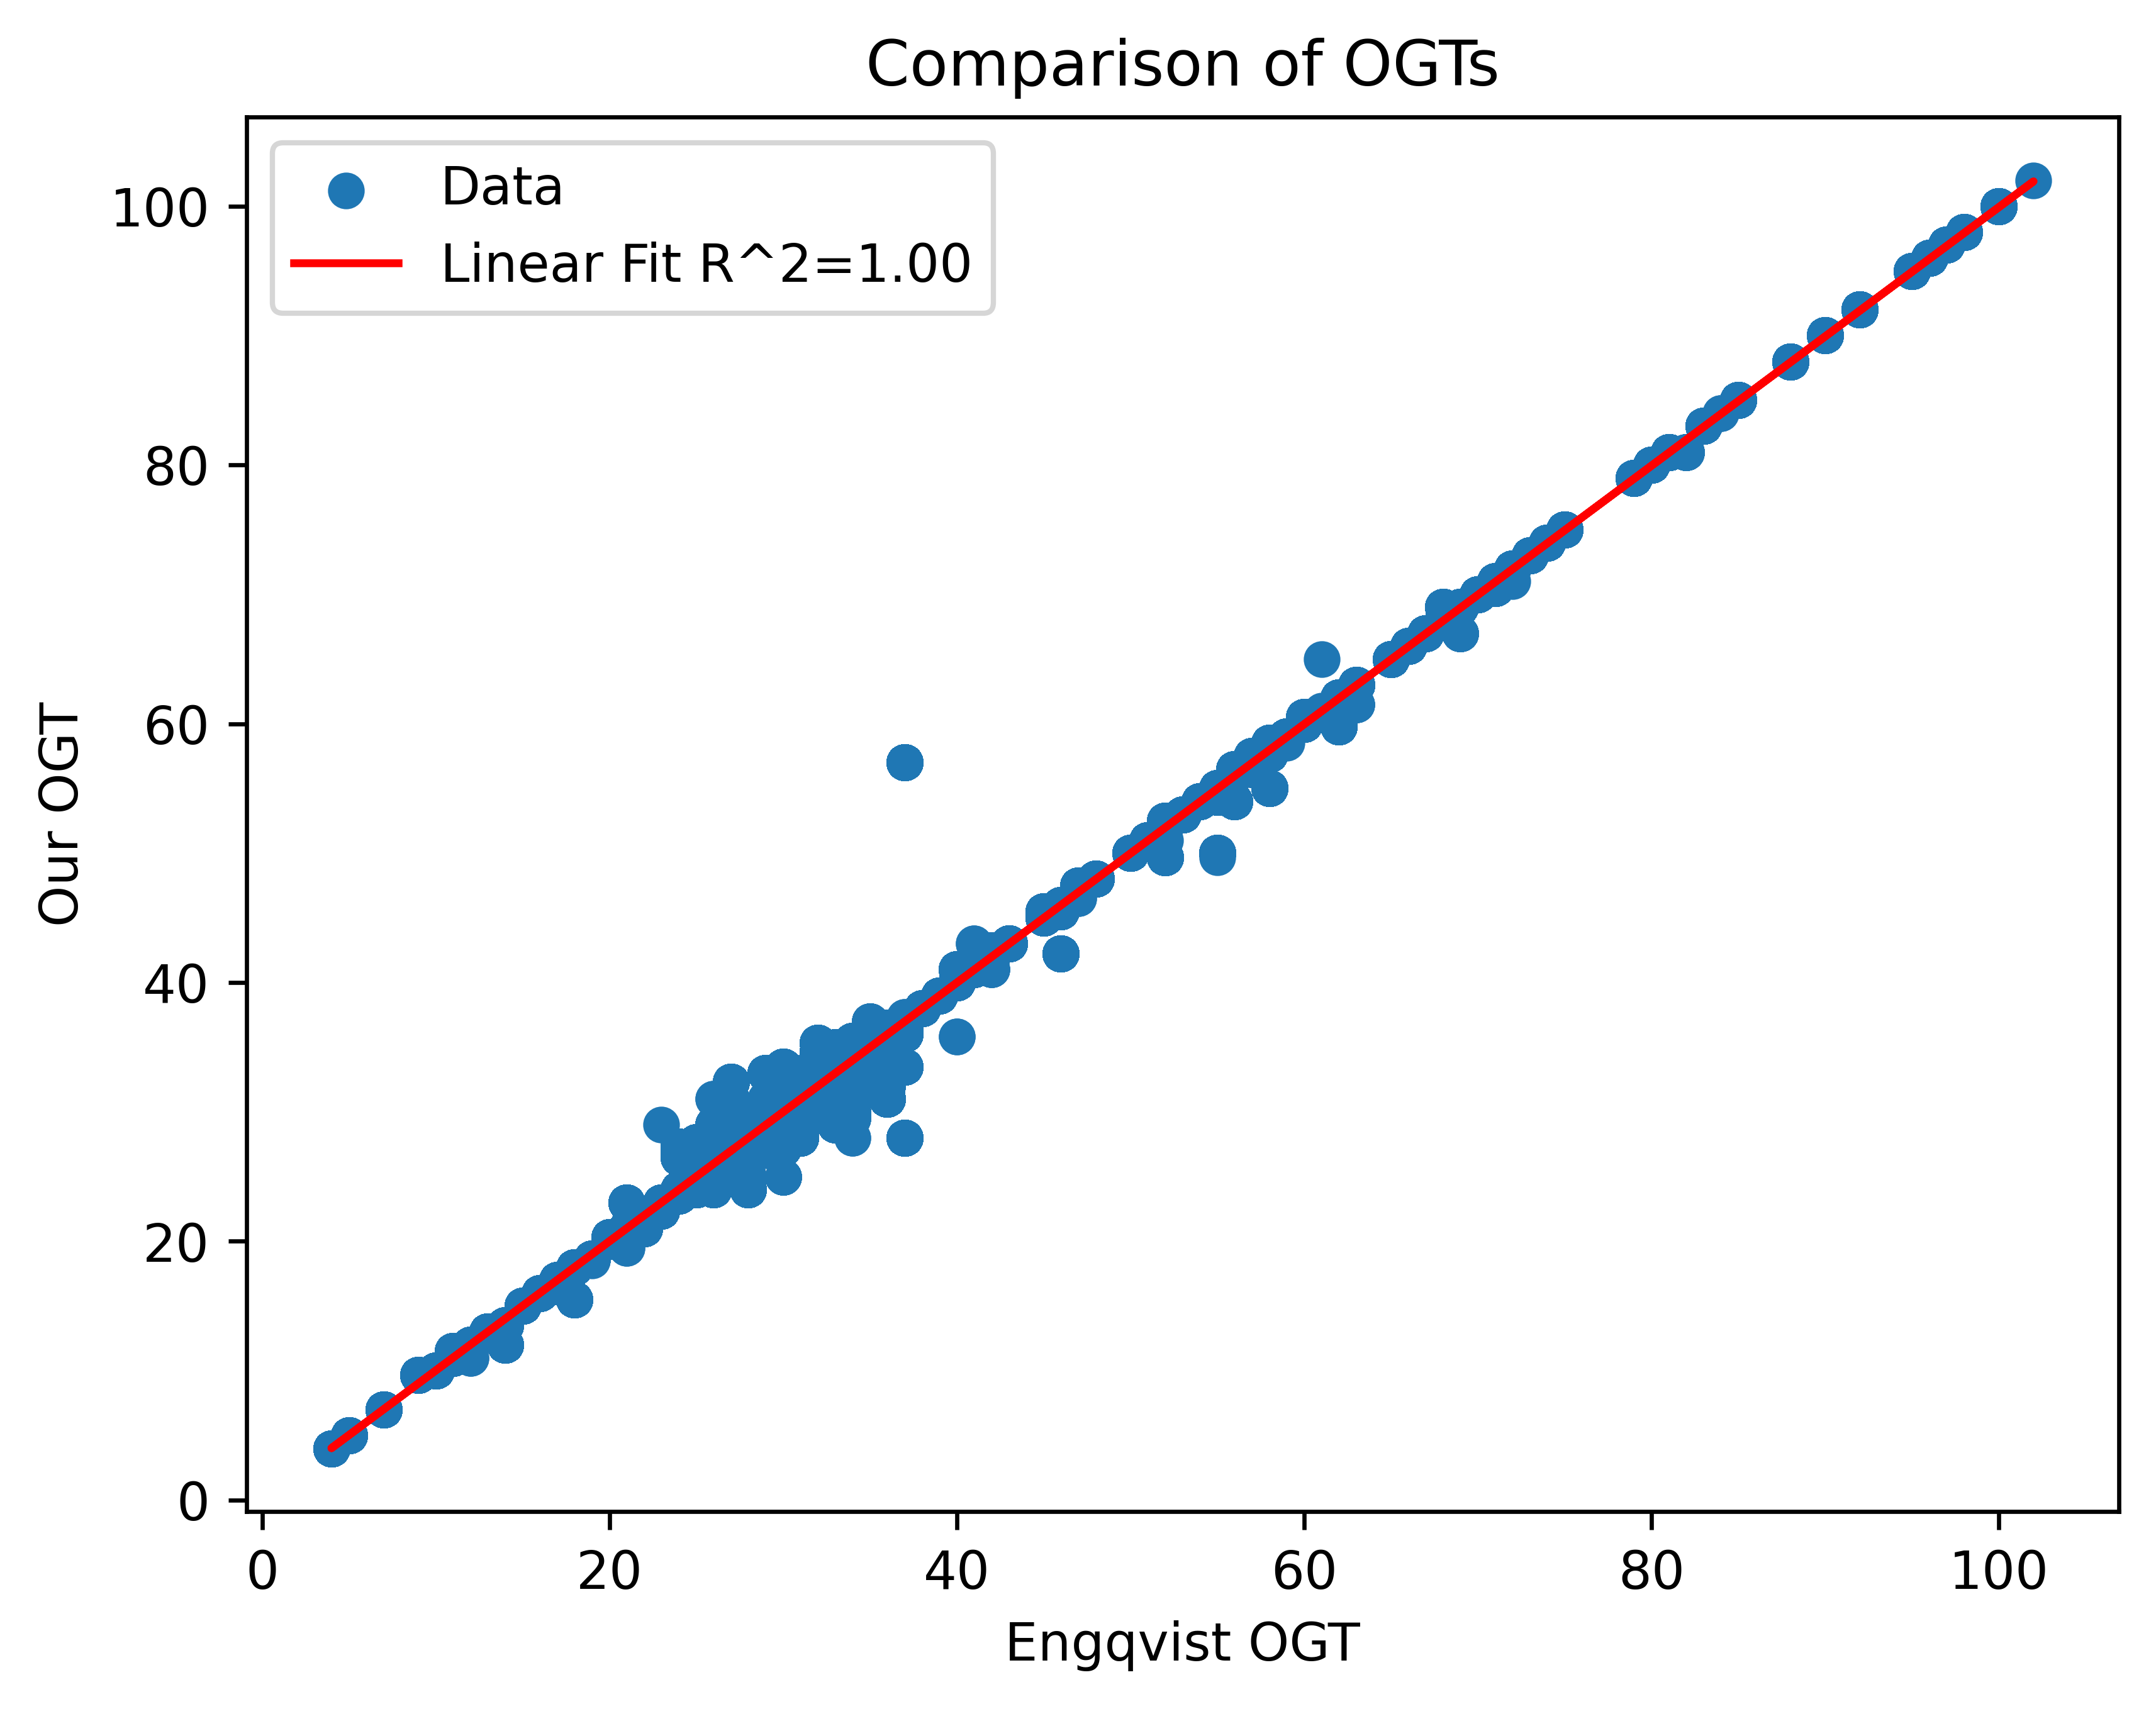 Comparison of OGTs
Data
Linear Fit R^2=1.00
100
80
60
40
20
0
Our OGT
0 20 40 60 80 100
Engqvist OGT